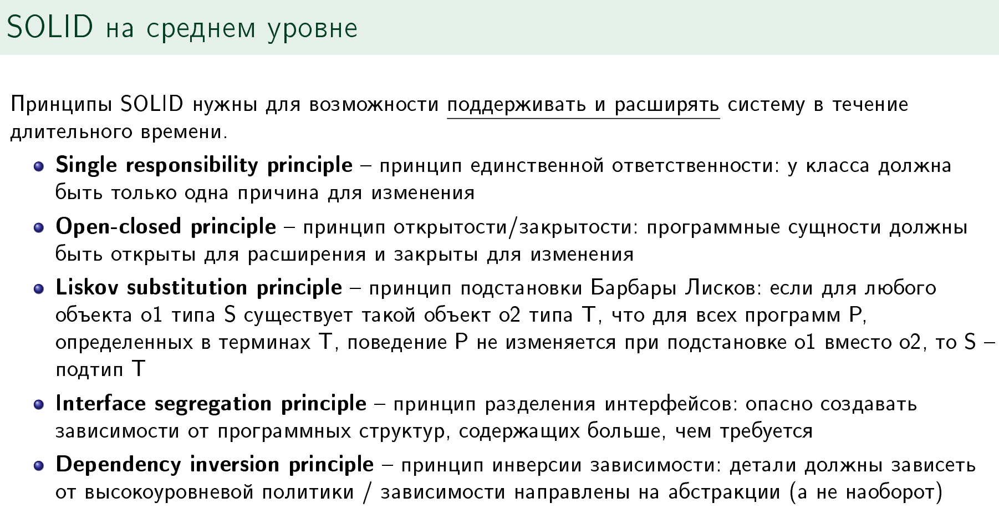 SOLID на среднем уровне
Принципы SOLID нужны для возможности поддерживать и расширять систему в течение
длительного времени.
Single responsibility principle – принцип единственной ответственности: у класса должна
быть только одна причина для изменения
Open-closed principle – принцип открытости/закрытости: программные сущности должны
быть открыты для расширения и закрыты для изменения
Liskov substitution principle – принцип подстановки Барбары Лисков: если для любого
объекта o1 типа S существует такой объект o2 типа T, что для всех программ P,
определенных в терминах T, поведение P не изменяется при подстановке o1 вместо o2, то S –
подтип T
Interface segregation principle – принцип разделения интерфейсов: опасно создавать
зависимости от программных структур, содержащих больше, чем требуется
Dependency inversion principle – принцип инверсии зависимости: детали должны зависеть
от высокоуровневой политики / зависимости направлены на абстракции (а не наоборот)